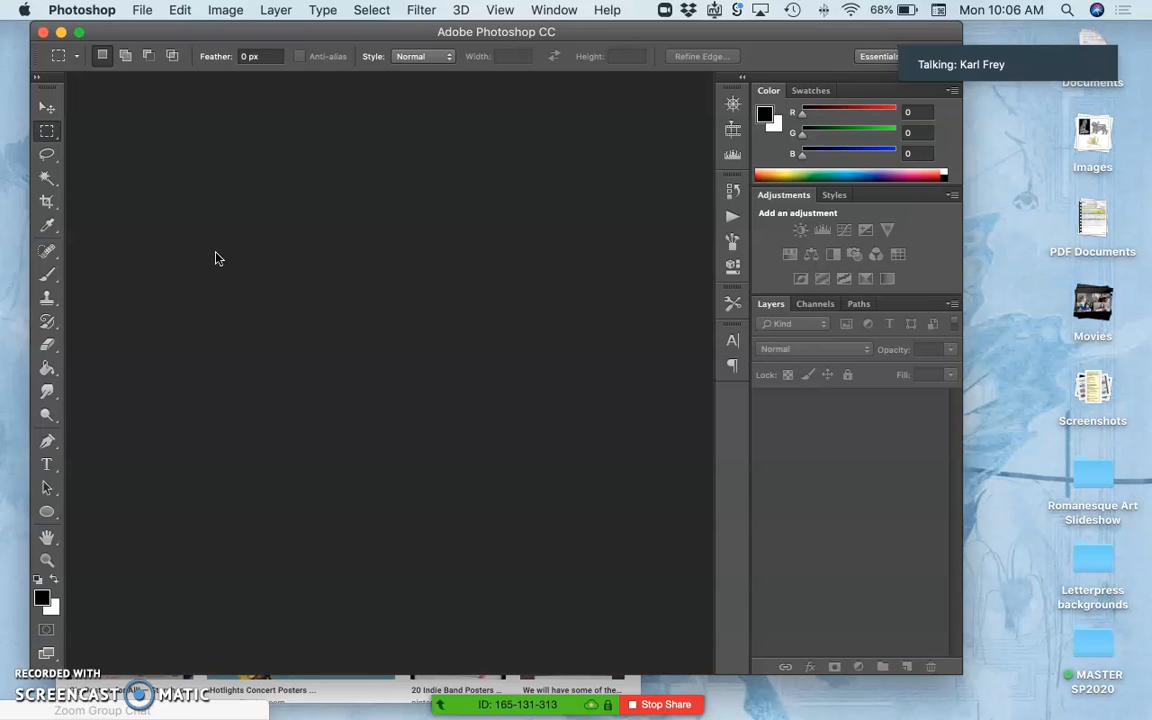 Photoshop File Edit Image Layer Type Select Filter 3D View Window Help 68% Mon 10:06 AM
Adobe Photoshop CC
Feather: 0 px Anti-alias Style: Normal Width: Height: Refine Edge... Essentials
Talking: Karl Frey
Documents
Color Swatches
R 0
G 0
B 0
Images
Adjustments Styles
Add an adjustment
PDF Documents
Layers Channels Paths
Kind
Movies
Normal Opacity:
Lock: Fill:
Screenshots
Romanesque Art
Slideshow
Letterpress
backgrounds
RECORDED WITH
SCREENCAST MATIC
MASTER
SP2020
Hotlights Concert Posters ...
20 Indie Band Posters ...
We will have some of the...
ID: 165-131-313 Stop Share
Zoom Group Chat